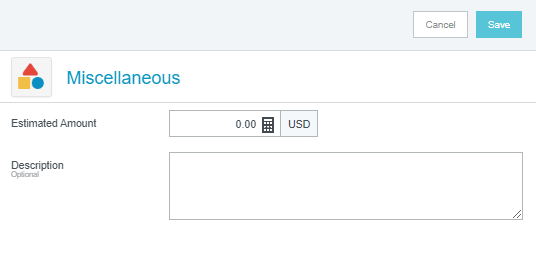 Cancel
Save
Miscellaneous
Estimated Amount
0.00
USD
Description
Optional